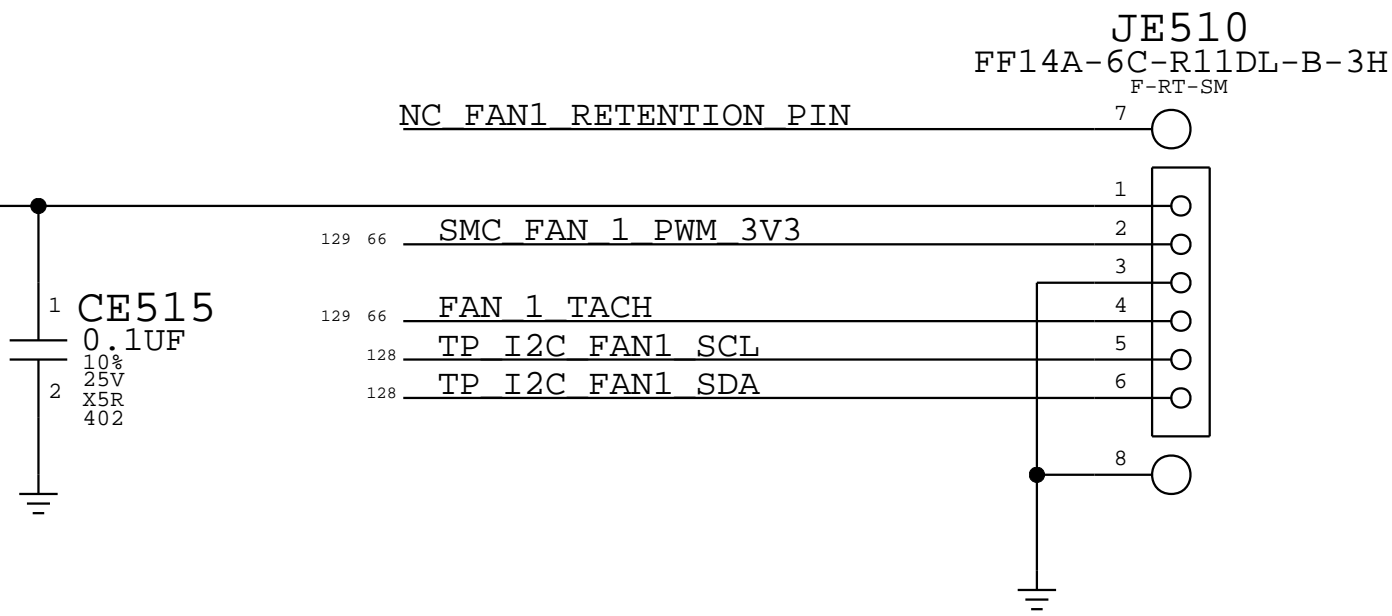 JE510
FF14A-6C-R11DL-B-3H
F-RT-SM
NC_FAN1_RETENTION_PIN 7
1
129 66 SMC_FAN_1_PWM_3V3 2
3
1 CE515
0.1UF
129 66 FAN_1_TACH 4
10%
128 TP_I2C_FAN1_SCL 5
25V
2 X5R
128 TP_I2C_FAN1_SDA 6
402
8